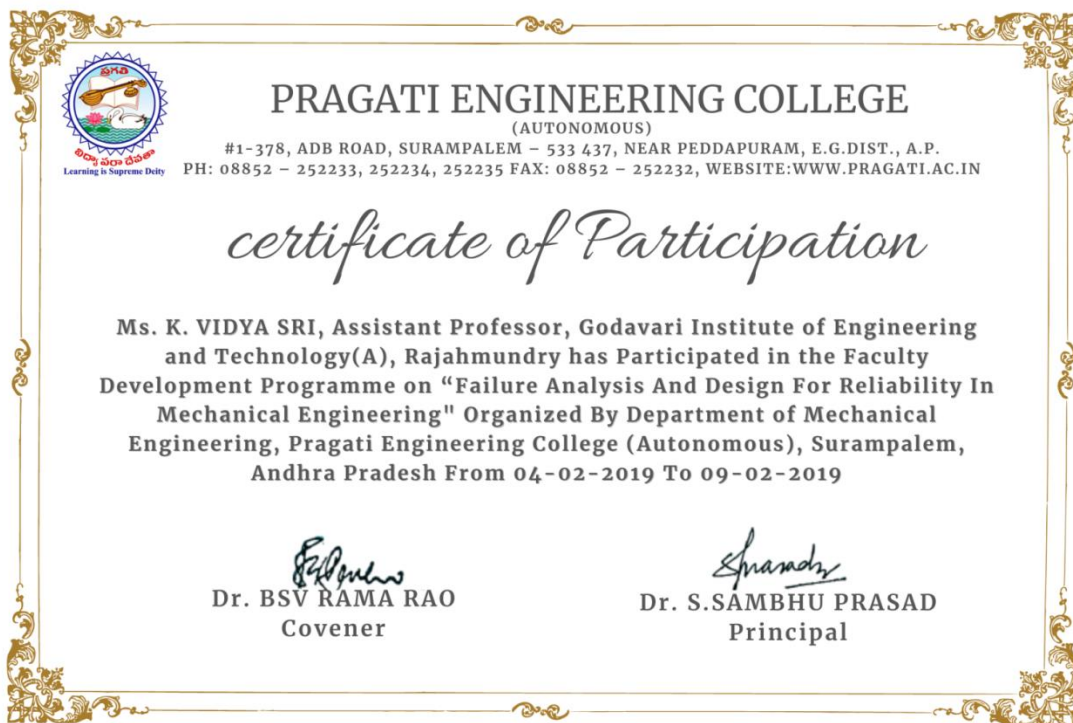 ప్రగతి
విద్యా పరా దేవతా
Learning is Supreme Deity
PRAGATI ENGINEERING COLLEGE
(AUTONOMOUS)
#1-378, ADB ROAD, SURAMPALEM – 533 437, NEAR PEDDAPURAM, E.G.DIST., A.P.
PH: 08852 – 252233, 252234, 252235 FAX: 08852 – 252232, WEBSITE:WWW.PRAGATI.AC.IN
certificate of Participation
Ms. K. VIDYA SRI, Assistant Professor, Godavari Institute of Engineering
and Technology(A), Rajahmundry has Participated in the Faculty
Development Programme on “Failure Analysis And Design For Reliability In
Mechanical Engineering" Organized By Department of Mechanical
Engineering, Pragati Engineering College (Autonomous), Surampalem,
Andhra Pradesh From 04-02-2019 To 09-02-2019
Dr. BSV RAMA RAO
Covener
Dr. S.SAMBHU PRASAD
Principal